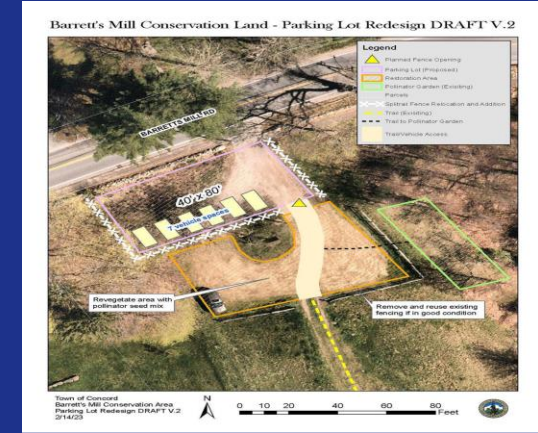 Barrett's Mill Conservation Land - Parking Lot Redesign DRAFT V.2
Legend
Planned Fence Opening
Parking Lot (Proposed)
Restoration Area
Pollinator Garden (Existing)
Parcels
Splitrail Fence Relocation and Addition
Trail (Existing)
Trail to Pollinator Garden
Trail/Vehicle Access
BARRETTS MILL RD
40' x 80'
7 vehicle spaces
Revegetate area with
pollinator seed mix
Remove and reuse existing
fencing if in good condition
Town of Concord
Barrett's Mill Conservation Area
Parking Lot Redesign DRAFT V.2
2/14/23
N
0 10 20 40 60 80
Feet